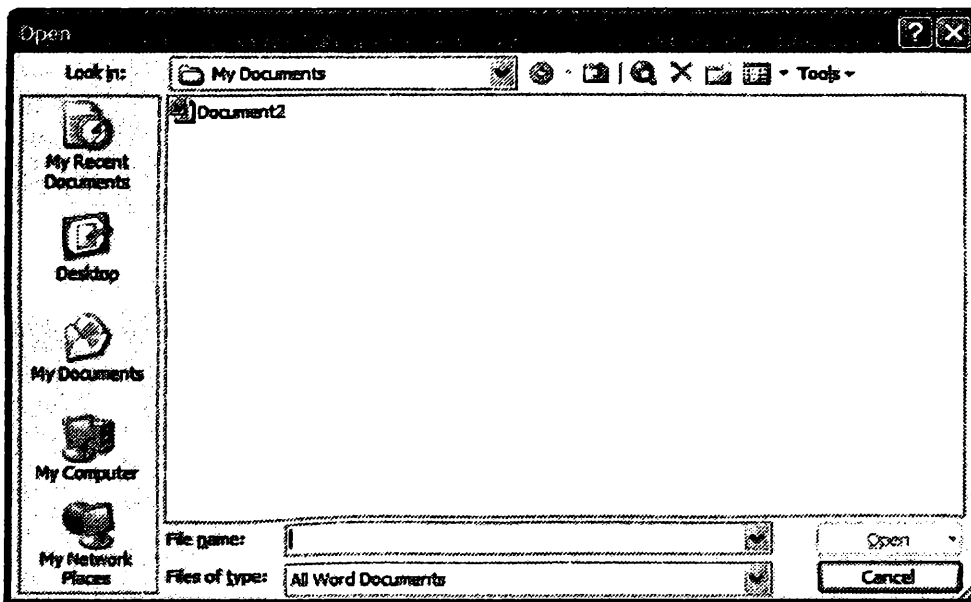 Open
Look in: My Documents Tools
Document2
My Recent
Documents
Desktop
My Documents
My Computer
My Network
Places
File name: Open
Files of type: All Word Documents Cancel